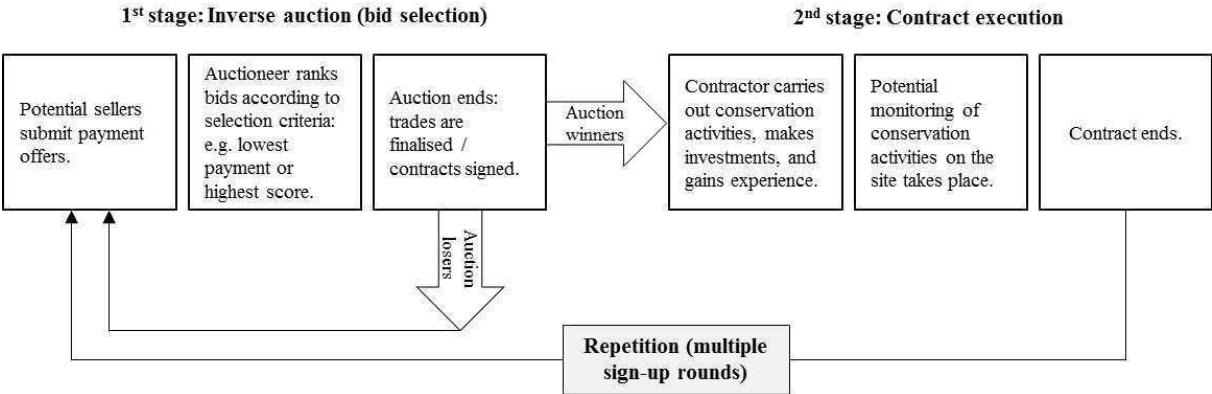 1st stage: Inverse auction (bid selection)
2nd stage: Contract execution
Potential sellers
submit payment
offers.
Auctioneer ranks
bids according to
selection criteria:
e.g. lowest
payment or
highest score.
Auction ends:
trades are
finalised /
contracts signed.
Auction
winners
Contractor carries
out conservation
activities, makes
investments, and
gains experience.
Potential
monitoring of
conservation
activities on the
site takes place.
Contract ends.
Auction
losers
Repetition (multiple
sign-up rounds)